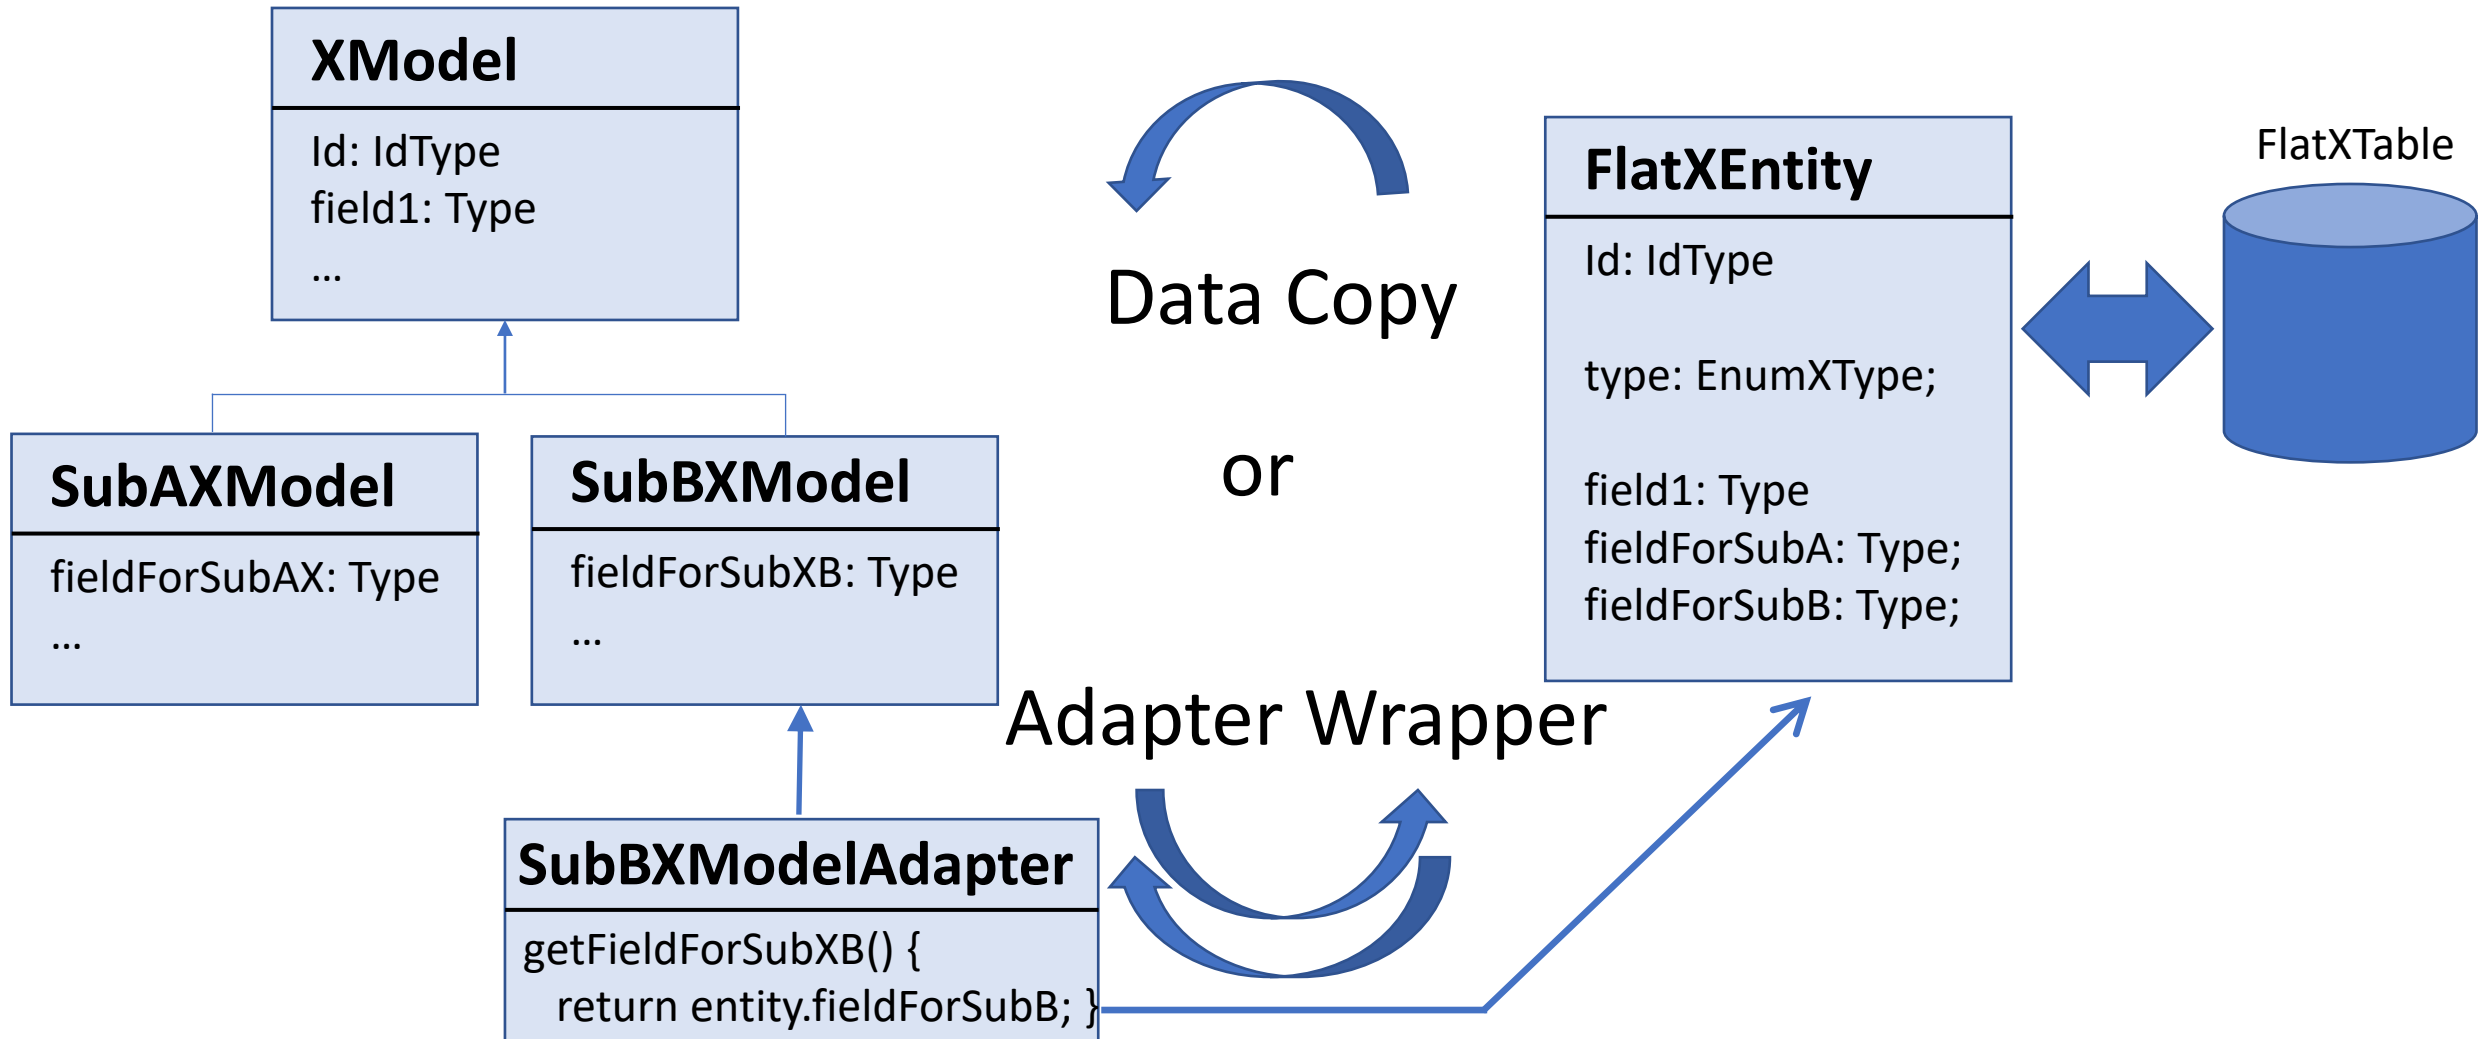 XModel
Id: IdType
field1: Type
...
SubAXModel
fieldForSubAX: Type
...
SubBXModel
fieldForSubXB: Type
...
SubBXModelAdapter
getFieldForSubXB() {
return entity.fieldForSubB; }
Data Copy
or
Adapter Wrapper
FlatXEntity
Id: IdType
type: EnumXType;
field1: Type
fieldForSubA: Type;
fieldForSubB: Type;
FlatXTable